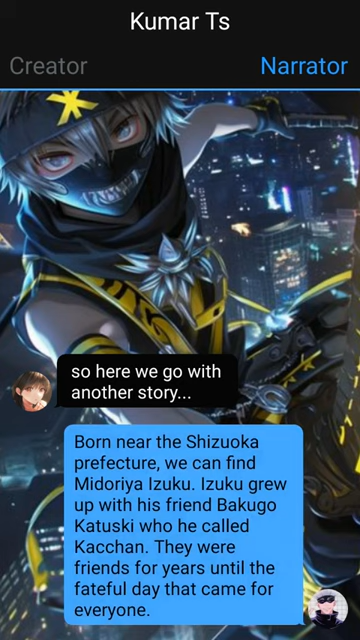 Kumar Ts
Creator
Narrator
so here we go with
another story...
Born near the Shizuoka
prefecture, we can find
Midoriya Izuku. Izuku grew
up with his friend Bakugo
Katuski who he called
Kacchan. They were
friends for years until the
fateful day that came for
everyone.